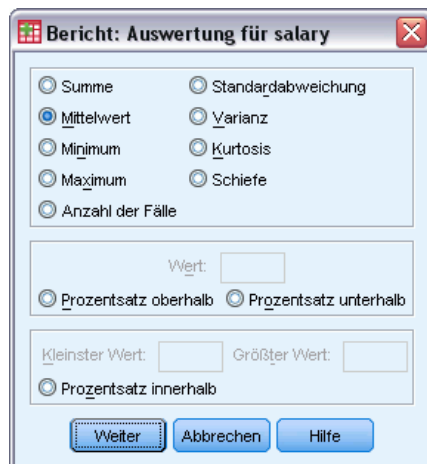 Bericht: Auswertung für salary
Summe Standardabweichung
Mittelwert Varianz
Minimum Kurtosis
Maximum Schiefe
Anzahl der Fälle
Wert:
Prozentsatz oberhalb Prozentsatz unterhalb
Kleinster Wert: Größter Wert:
Prozentsatz innerhalb
Weiter Abbrechen Hilfe